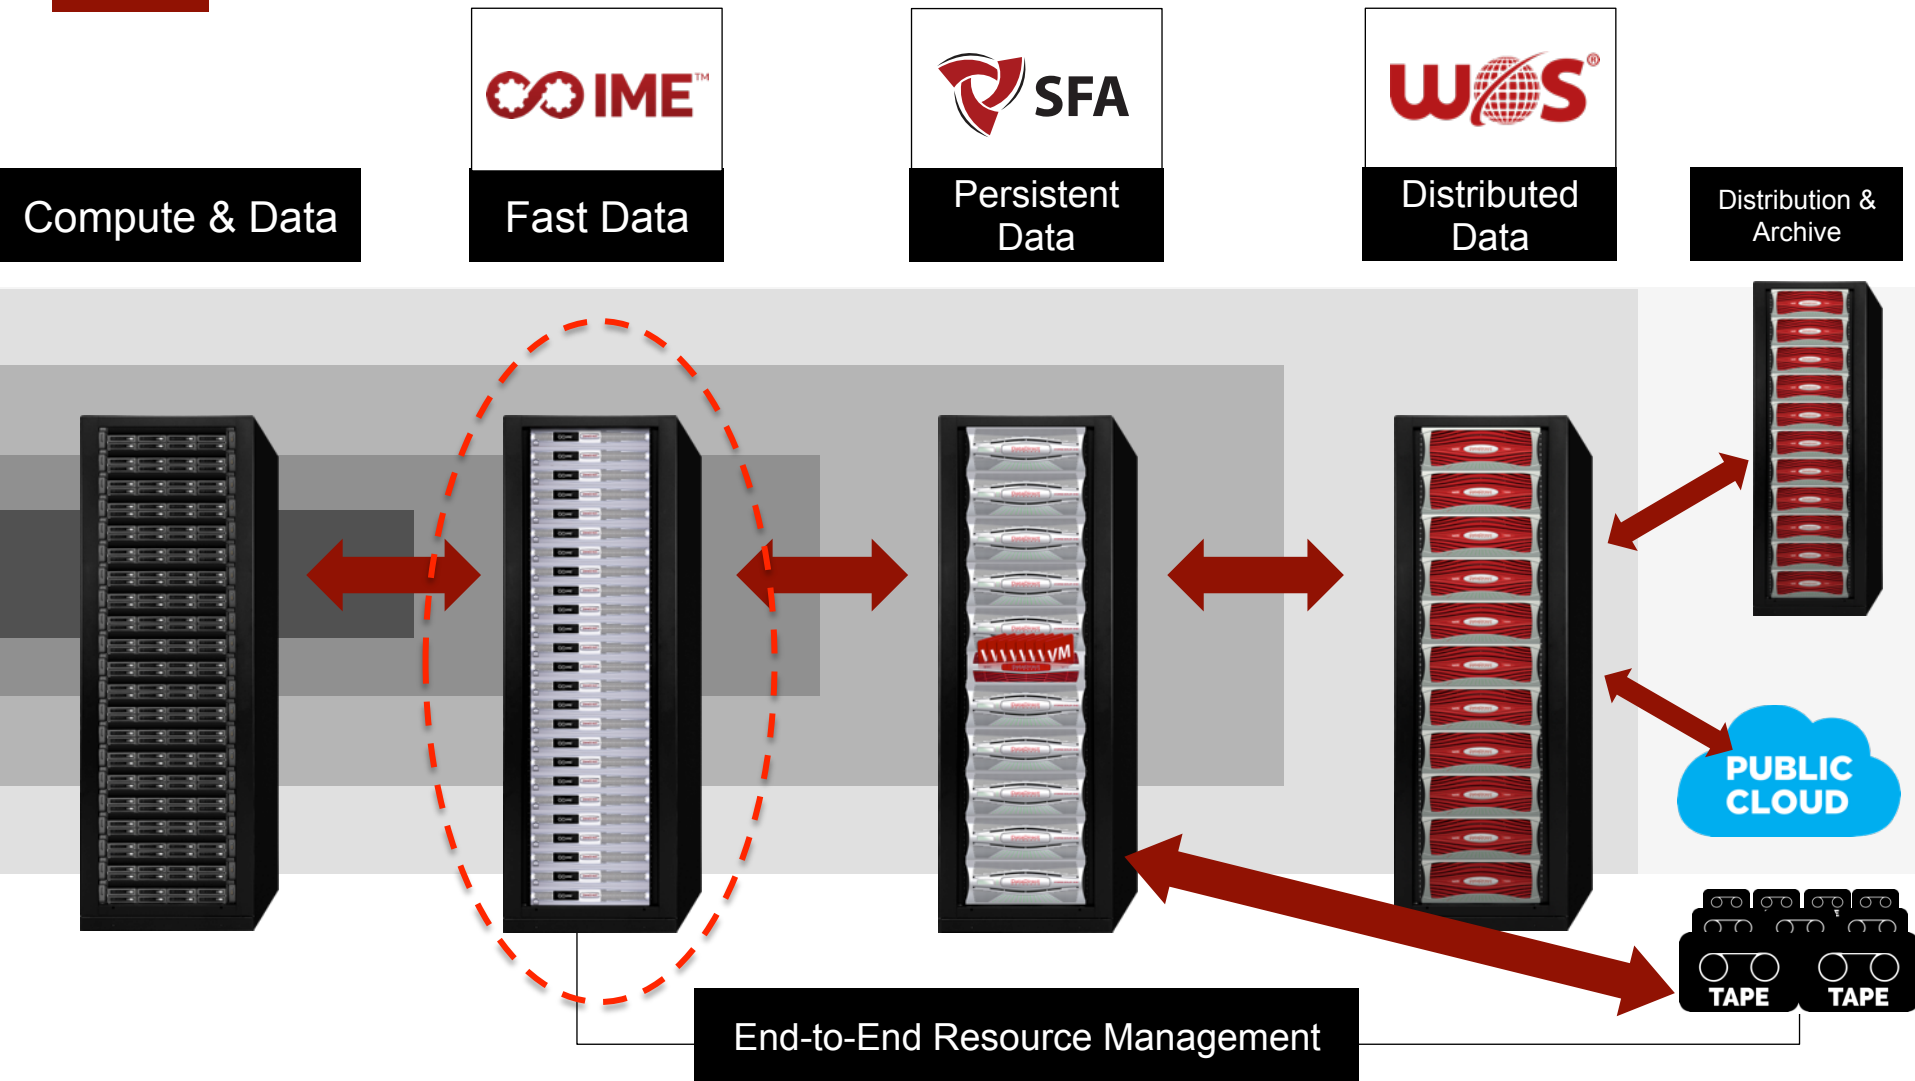 IME™
SFA
WOS®
Compute & Data
Fast Data
Persistent
Data
Distributed
Data
Distribution &
Archive
VM
PUBLIC
CLOUD
TAPE
TAPE
End-to-End Resource Management